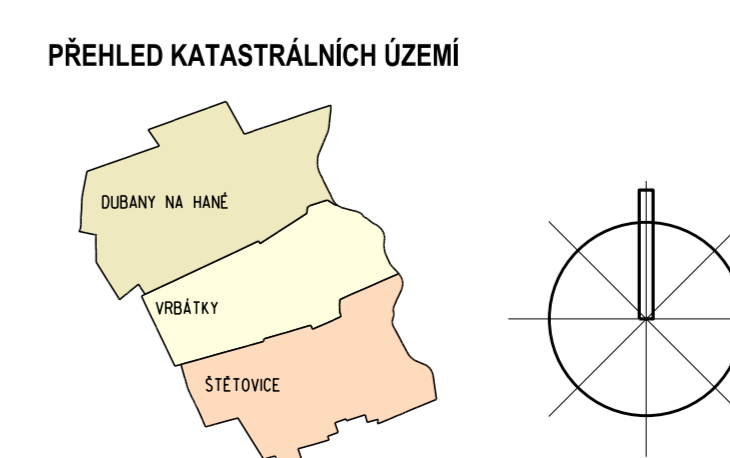 PŘEHLED KATASTRÁLNÍCH ÚZEMÍ
DUBANY NA HANÉ
VRBÁTKY
ŠTĚTOVICE